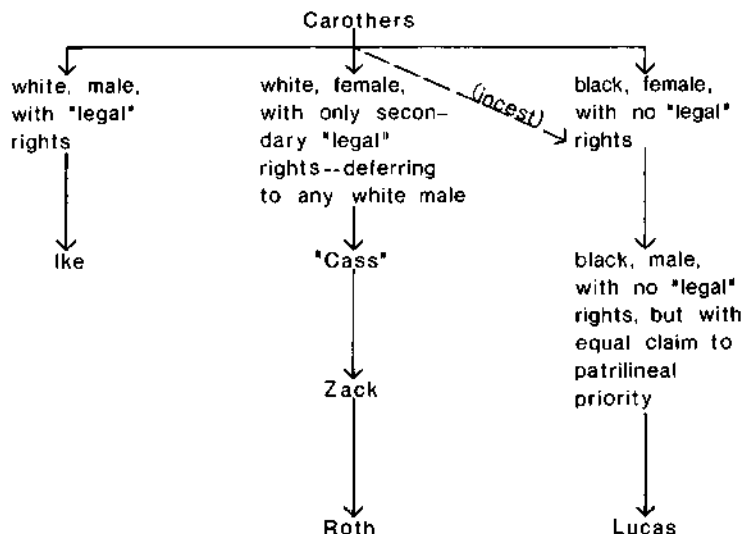 Carothers
white, male,
with "legal"
rights
white, female,
with only secon-
dary "legal"
rights--deferring
to any white male
(incest)
black, female,
with no "legal"
rights
Ike
"Cass"
black, male,
with no "legal"
rights, but with
equal claim to
patrilineal
priority
Zack
Roth
Lucas